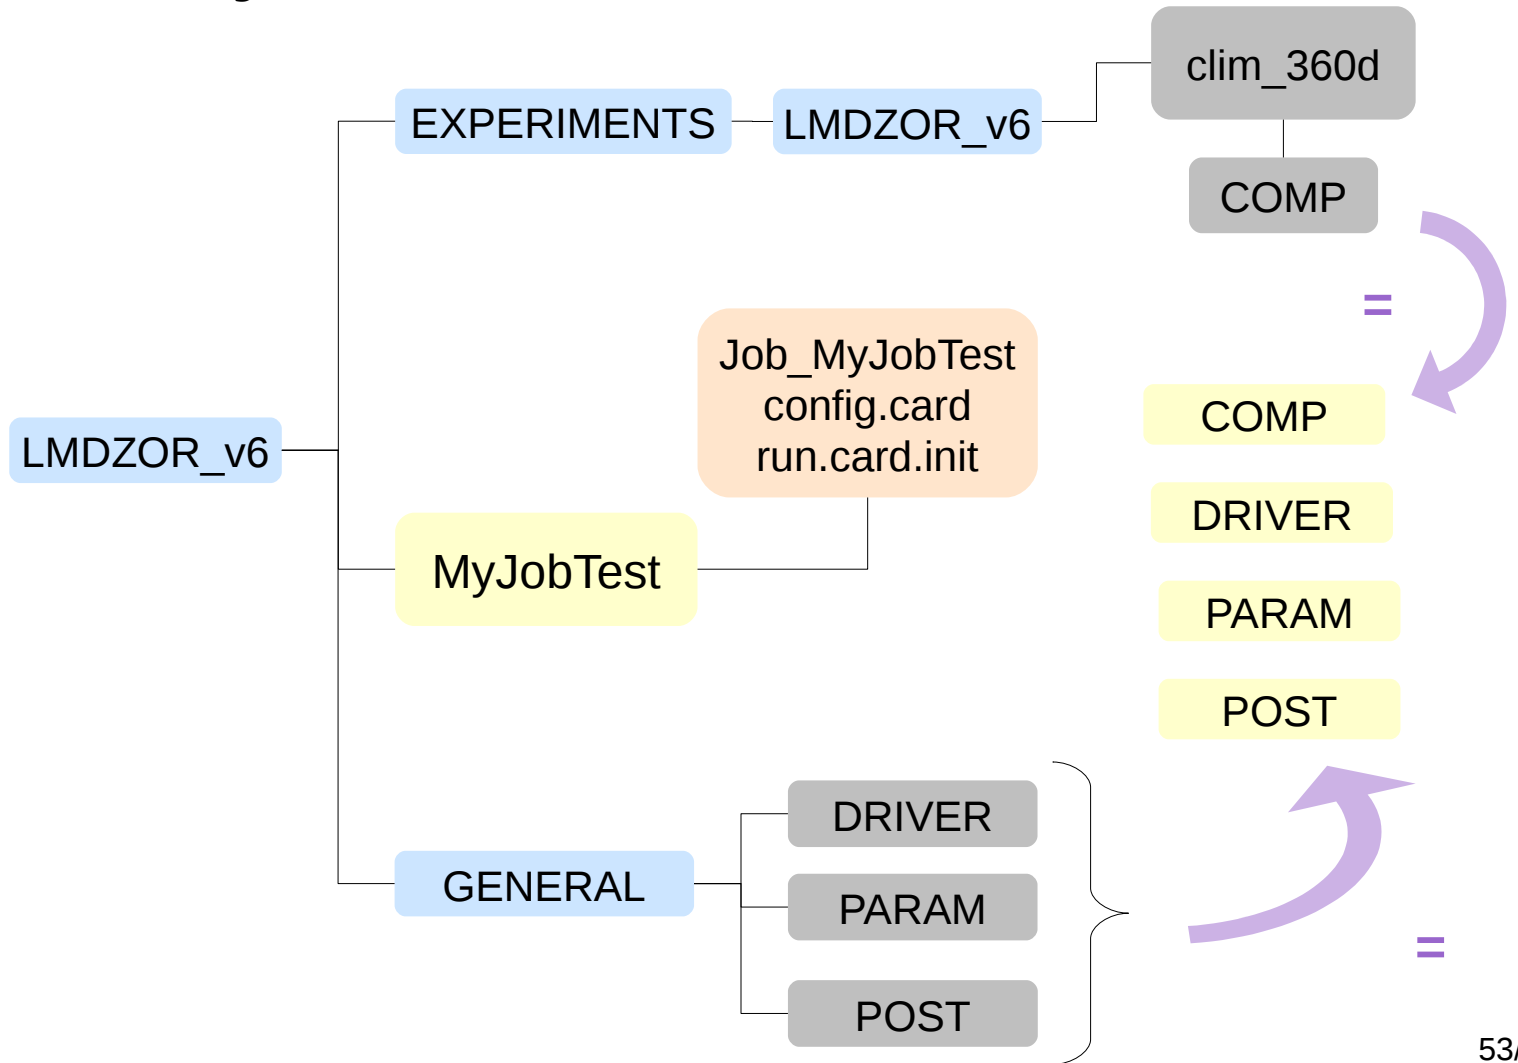 clim_360d
EXPERIMENTS
LMDZOR_v6
COMP
=
Job_MyJobTest
config.card
run.card.init
COMP
LMDZOR_v6
DRIVER
MyJobTest
PARAM
POST
DRIVER
GENERAL
PARAM
=
POST
53/